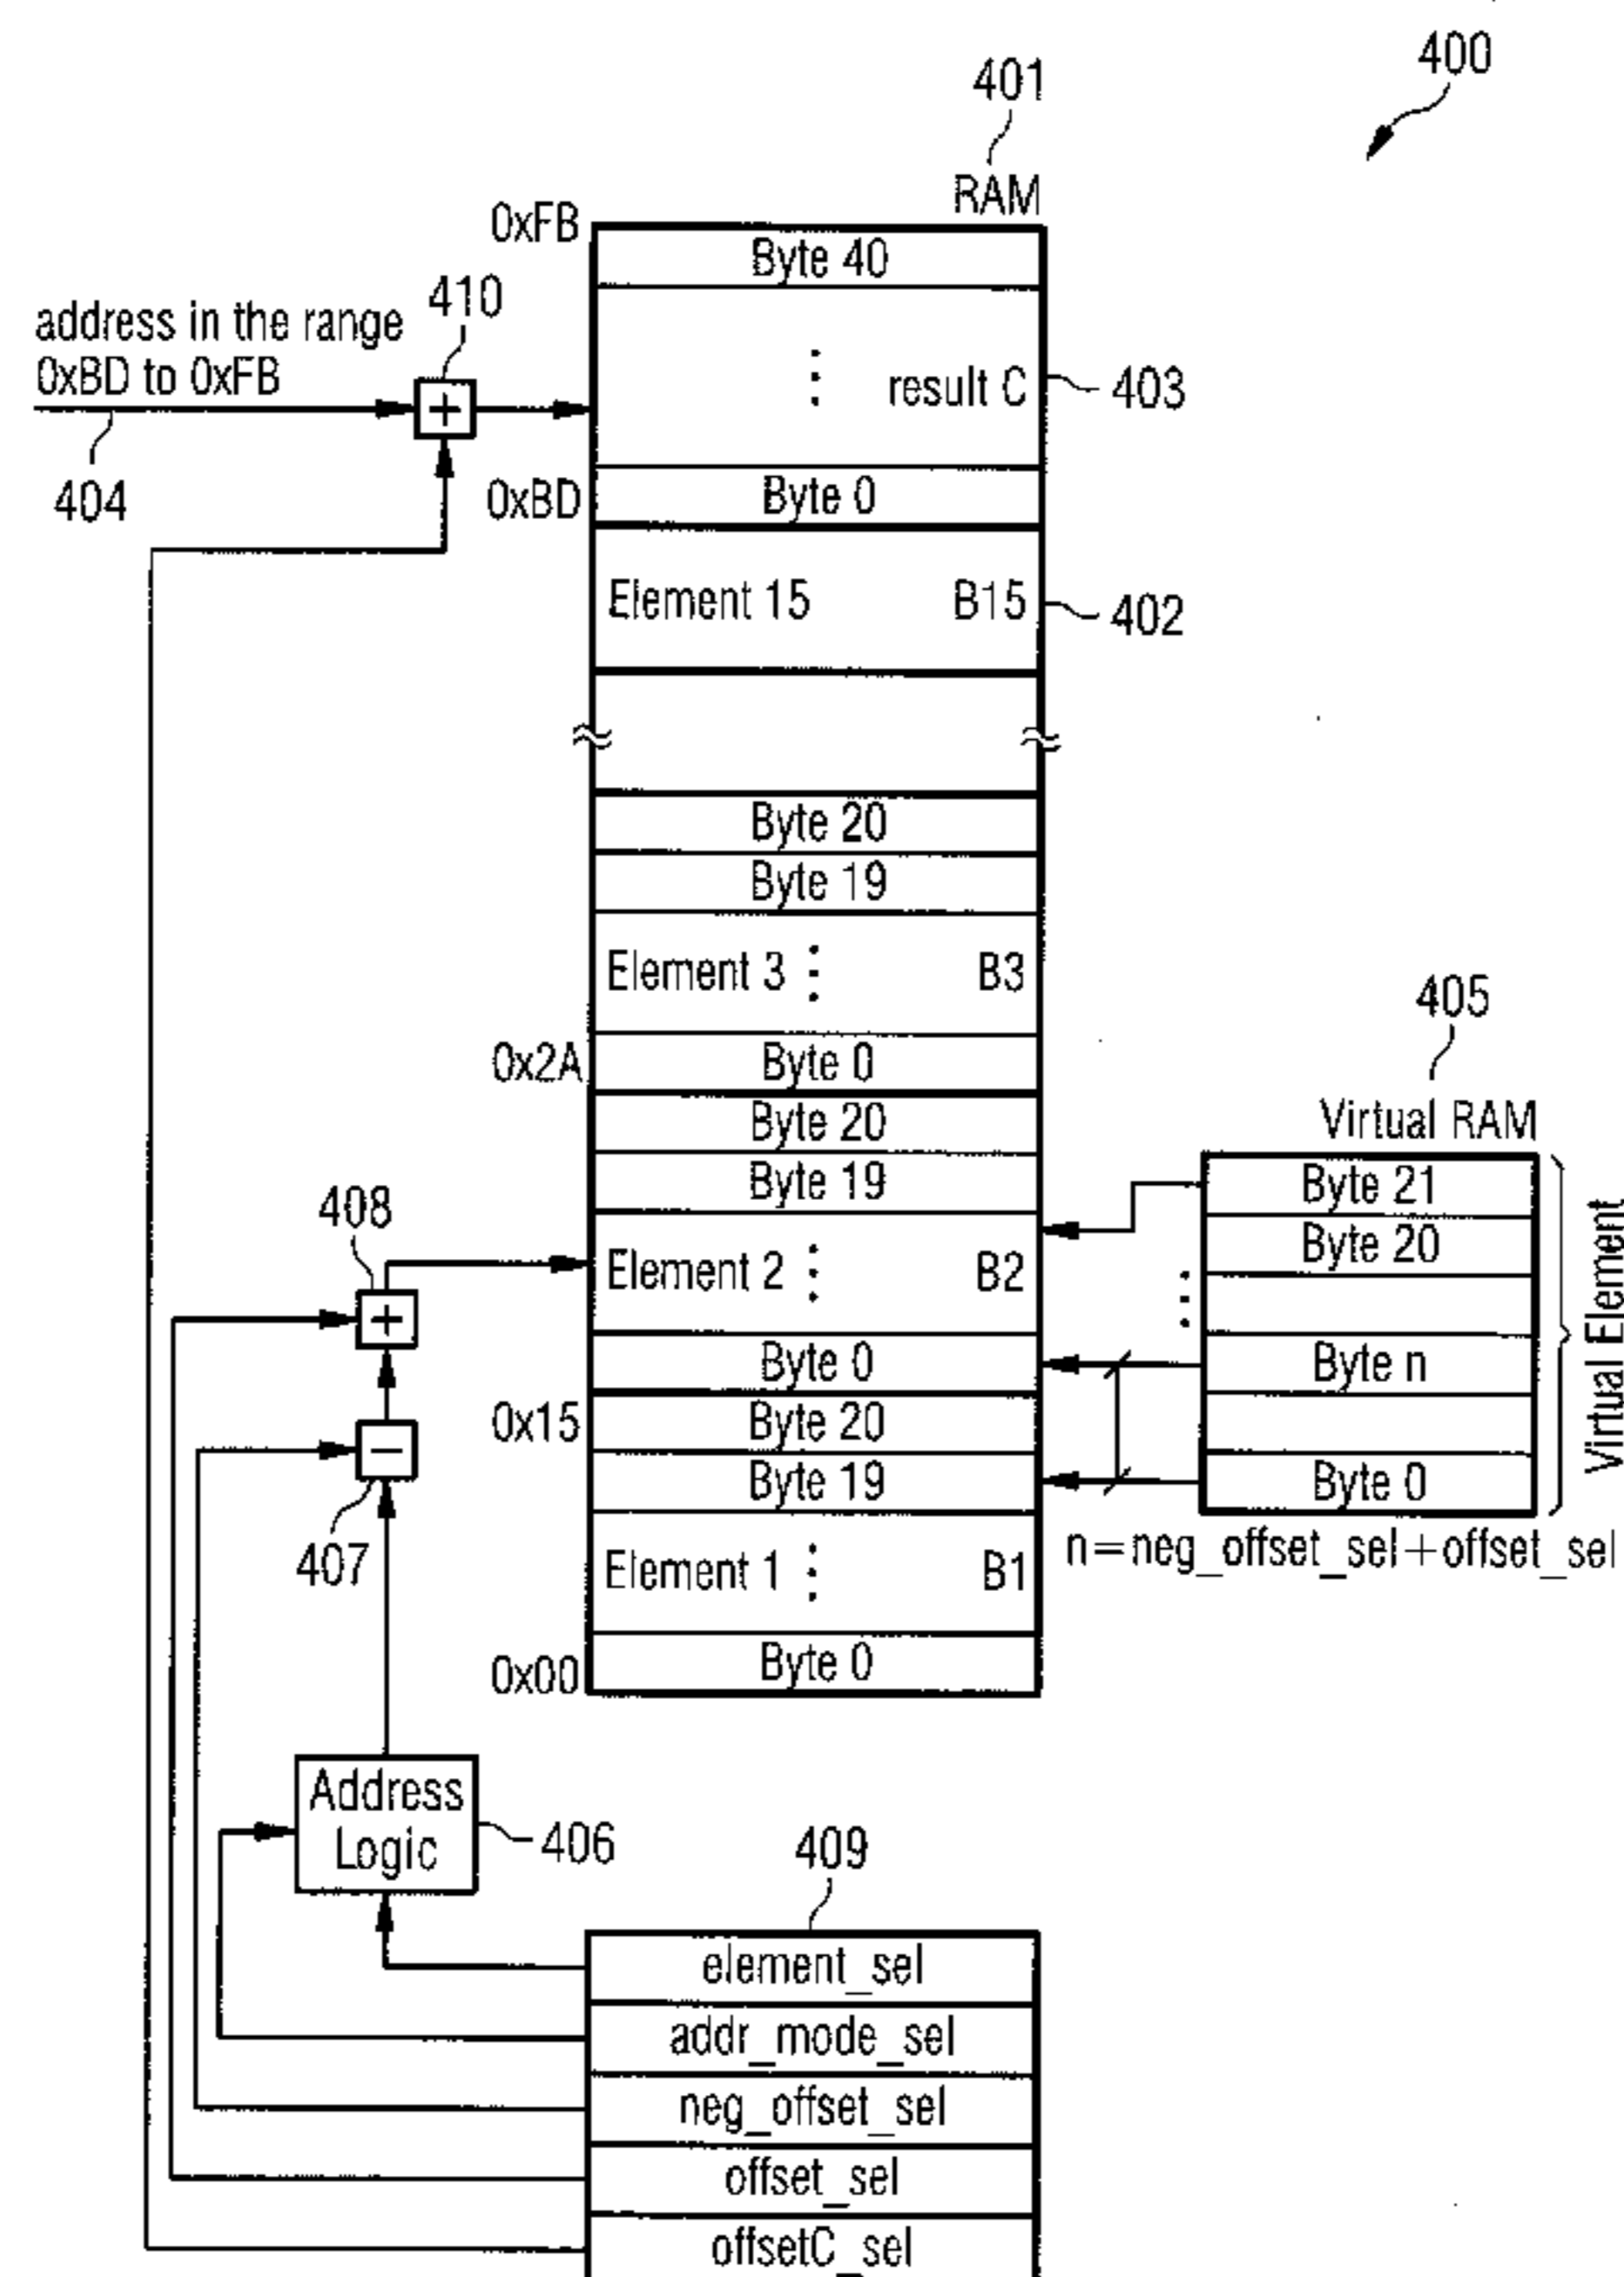 400
401
RAM
0xFB
Byte 40
410
address in the range
0xBD to 0xFB
+
result C
403
404
0xBD
Byte 0
Element 15 B15
402
Byte 20
Byte 19
Element 3 B3
405
0x2A
Byte 0
Byte 20
Virtual RAM
Byte 19
Byte 21
408
Byte 20
Element 2 B2
+
Byte 0
Byte n
Virtual Element
0x15
Byte 20
−
Byte 19
Byte 0
407
n=neg_offset_sel+offset_sel
Element 1 B1
0x00
Byte 0
Address
Logic
406
409
element_sel
addr_mode_sel
neg_offset_sel
offset_sel
offsetC_sel